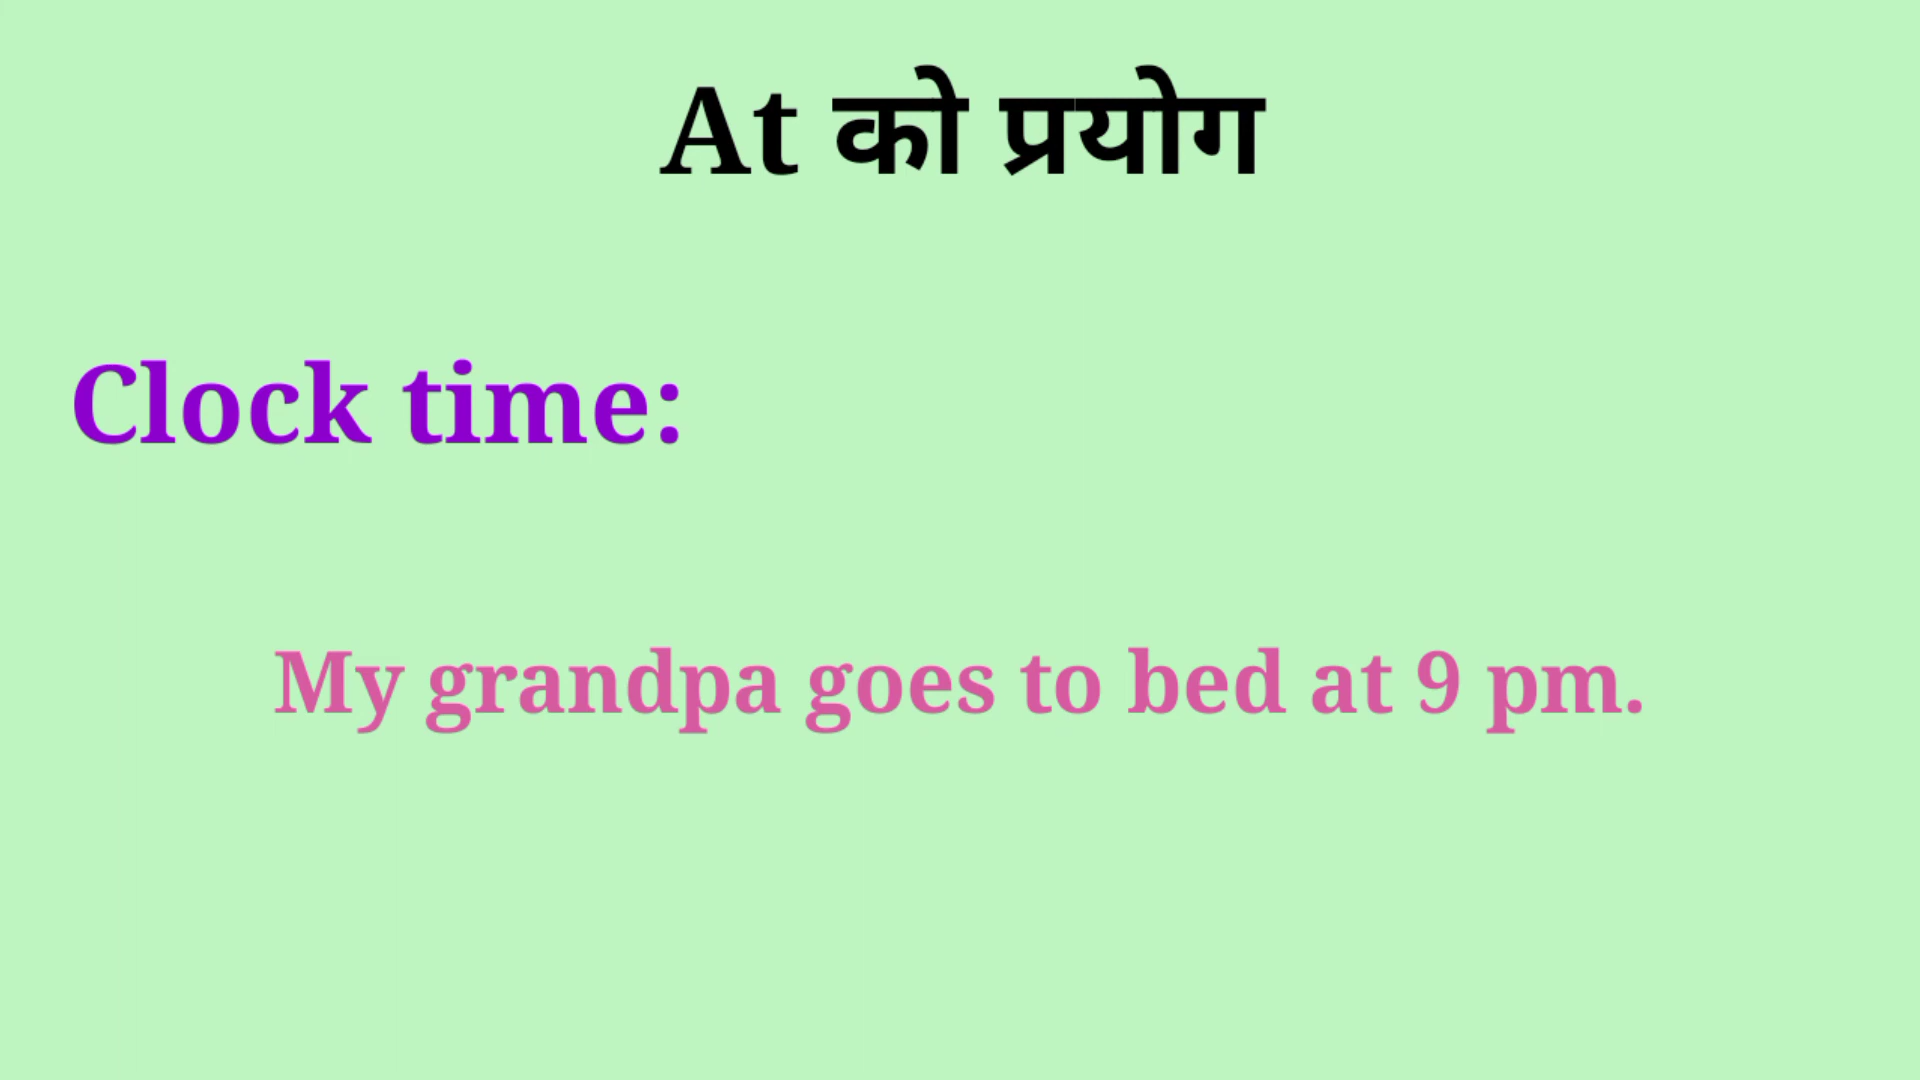 At को प्रयोग
Clock time:
My grandpa goes to bed at 9 pm.